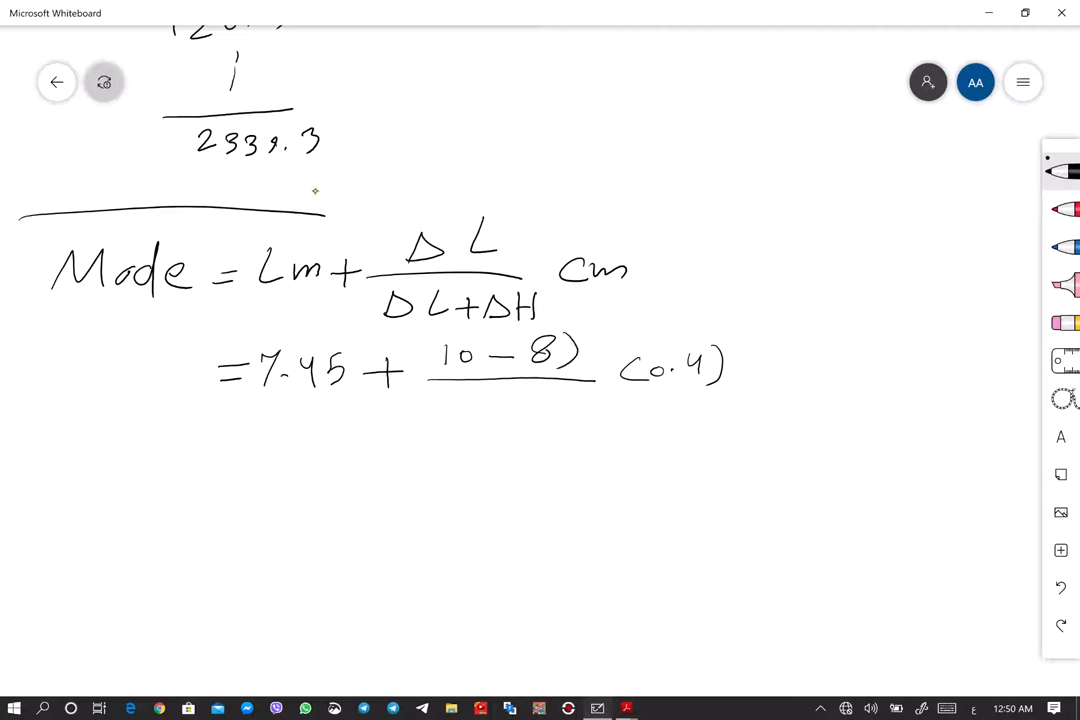 Microsoft Whiteboard
1
2339.3
AA
Mode = Lm + ΔL / (ΔL + ΔH) cm
= 7.45 + 10 - 8) / (0.4)
A
12:50 AM